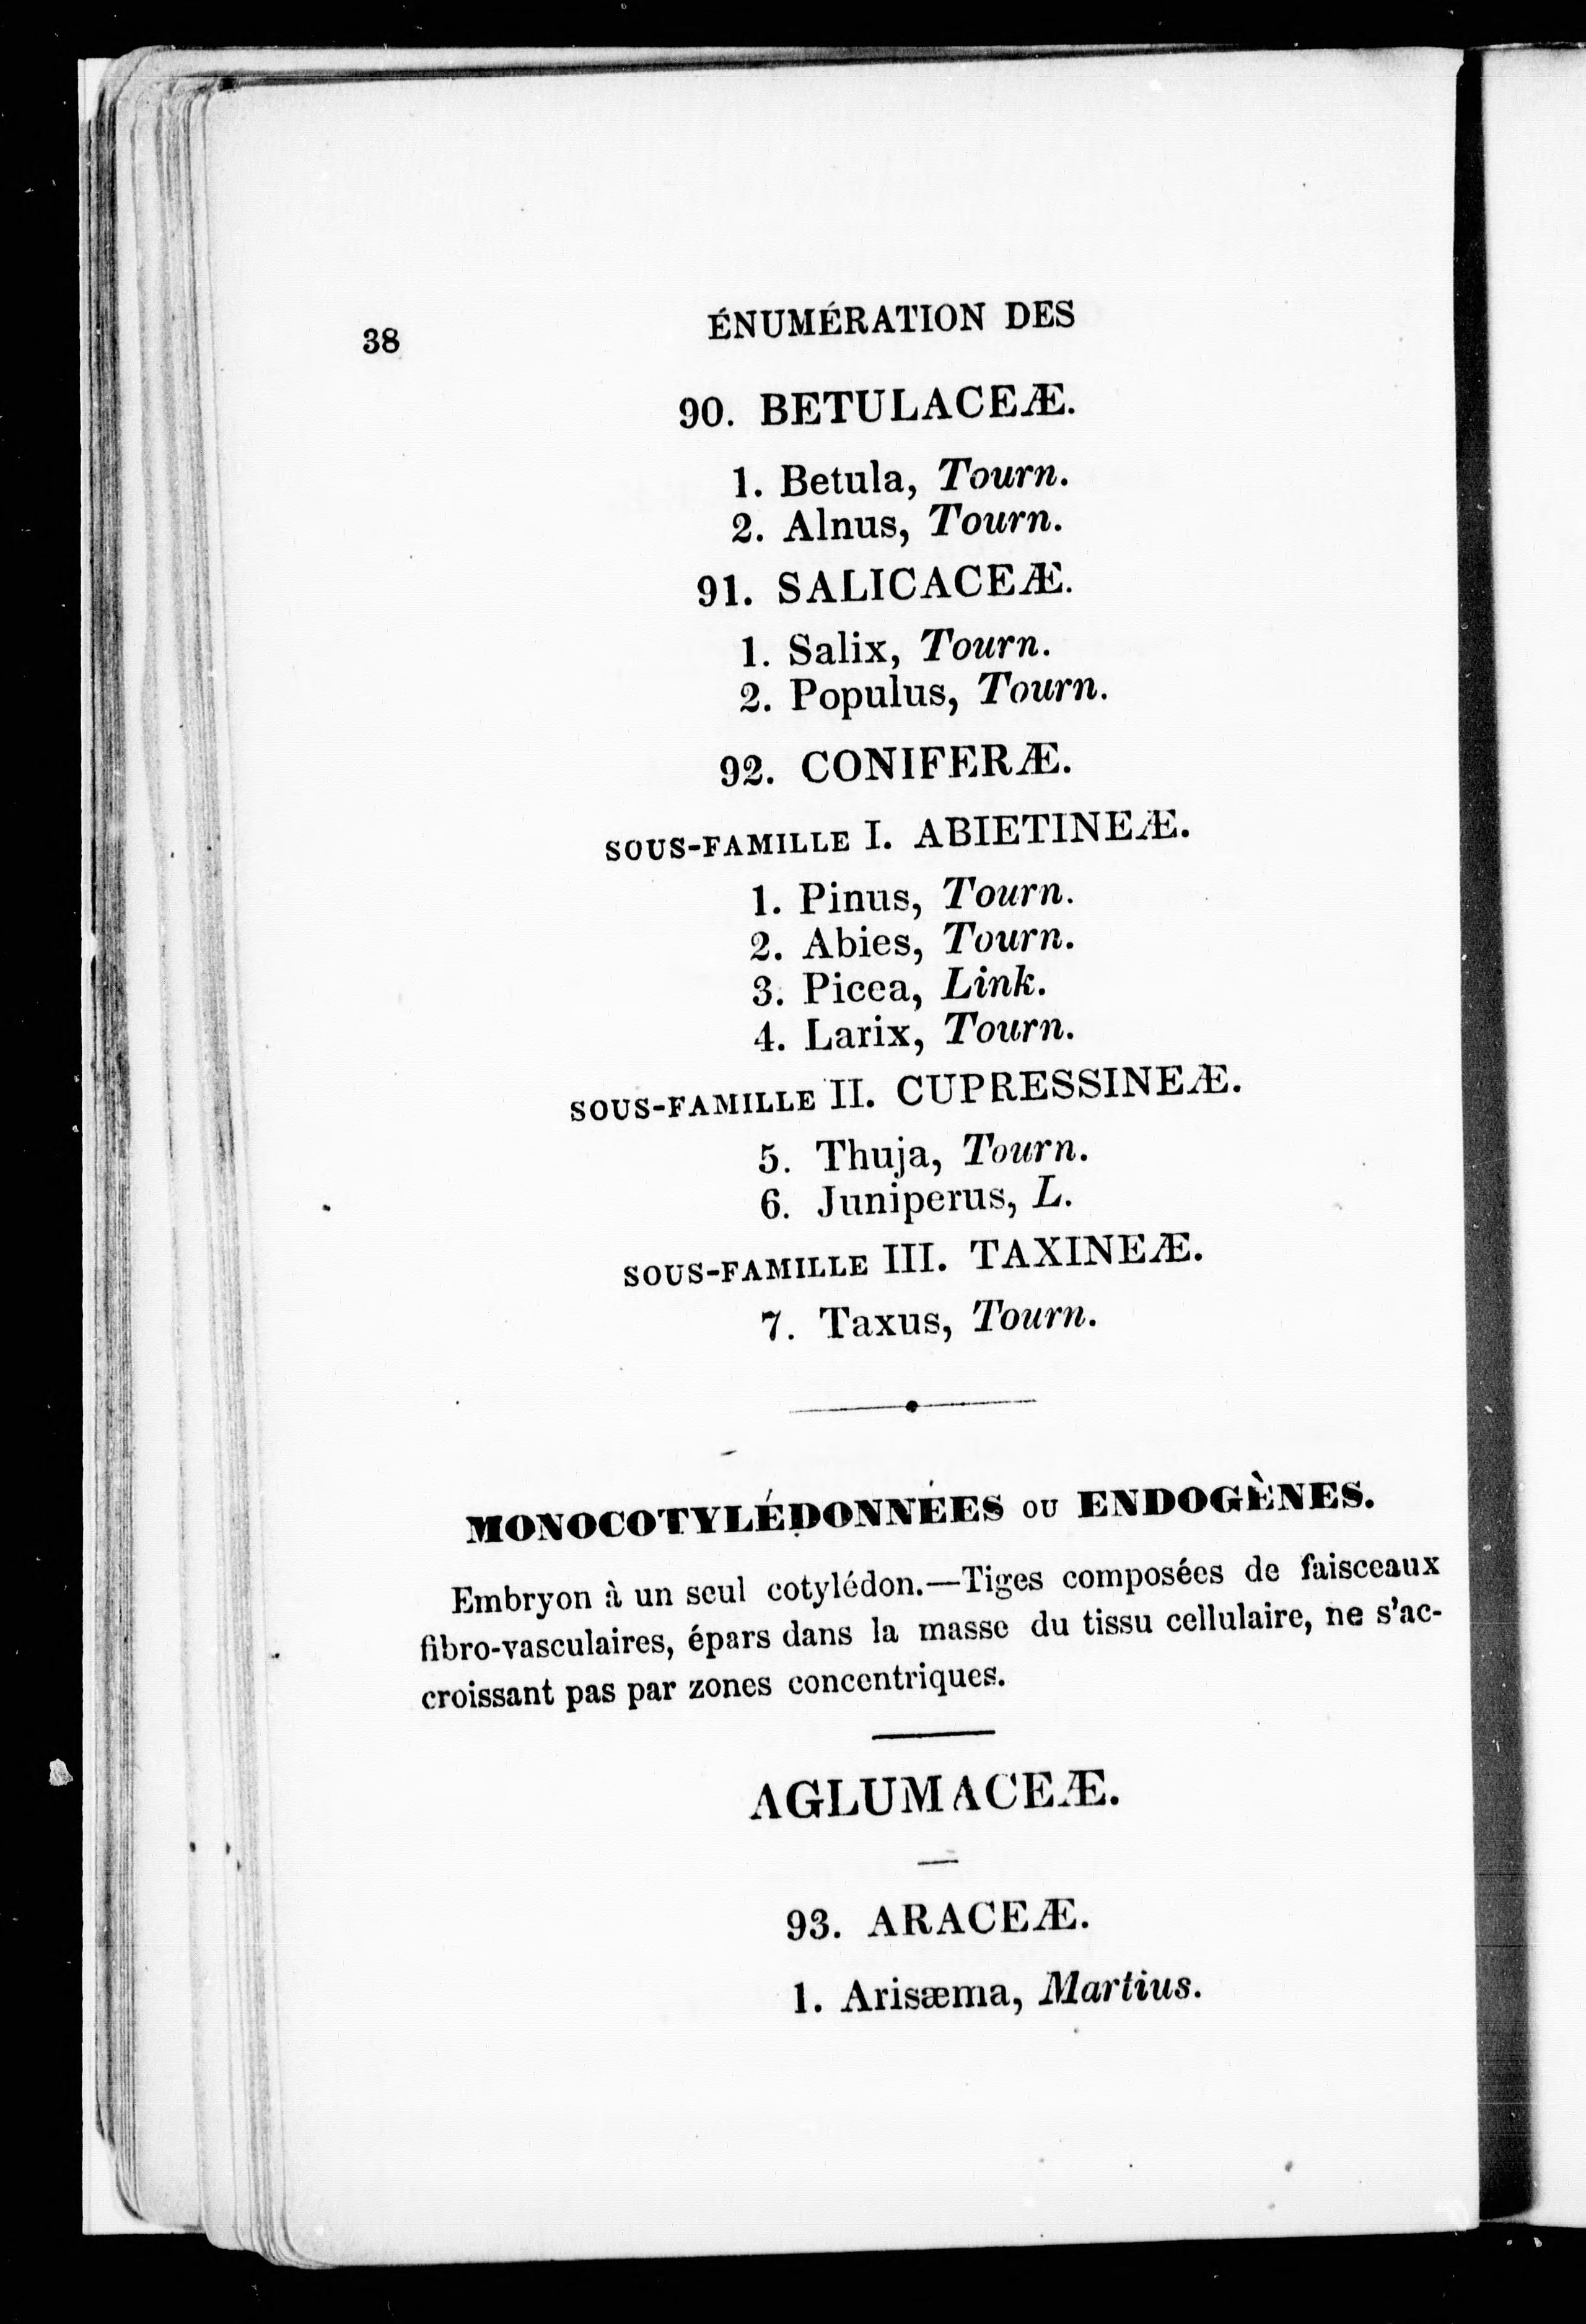 38
ÉNUMÉRATION DES
90. BETULACEÆ.
1. Betula, Tourn.
2. Alnus, Tourn.
91. SALICACEÆ.
1. Salix, Tourn.
2. Populus, Tourn.
92. CONIFERÆ.
SOUS-FAMILLE I. ABIETINEÆ.
1. Pinus, Tourn.
2. Abies, Tourn.
3. Picea, Link.
4. Larix, Tourn.
SOUS-FAMILLE II. CUPRESSINEÆ.
5. Thuja, Tourn.
6. Juniperus, L.
SOUS-FAMILLE III. TAXINEÆ.
7. Taxus, Tourn.
MONOCOTYLÉDONNÉES OU ENDOGÈNES.
Embryon à un seul cotylédon.—Tiges composées de faisceaux
fibro-vasculaires, épars dans la masse du tissu cellulaire, ne s'ac-
croissant pas par zones concentriques.
AGLUMACEÆ.
93. ARACEÆ.
1. Arisæma, Martius.